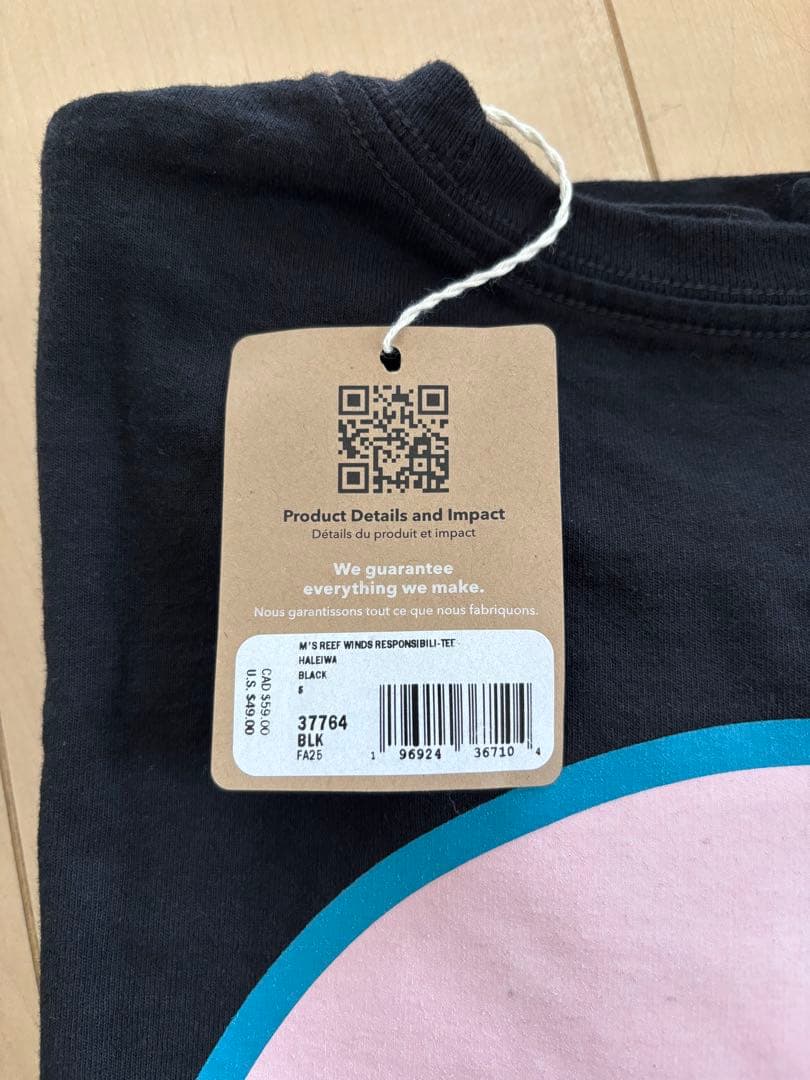 Product Details and Impact
Détails du produit et impact
We guarantee
everything we make.
Nous garantissons tout ce que nous fabriquons.
M'S REEF WINDS RESPONSIBILI-TEE
HALEIWA
BLACK
S
37764
BLK
FA25
CAD $59.00
U.S. $49.00
1 96924 36710 4